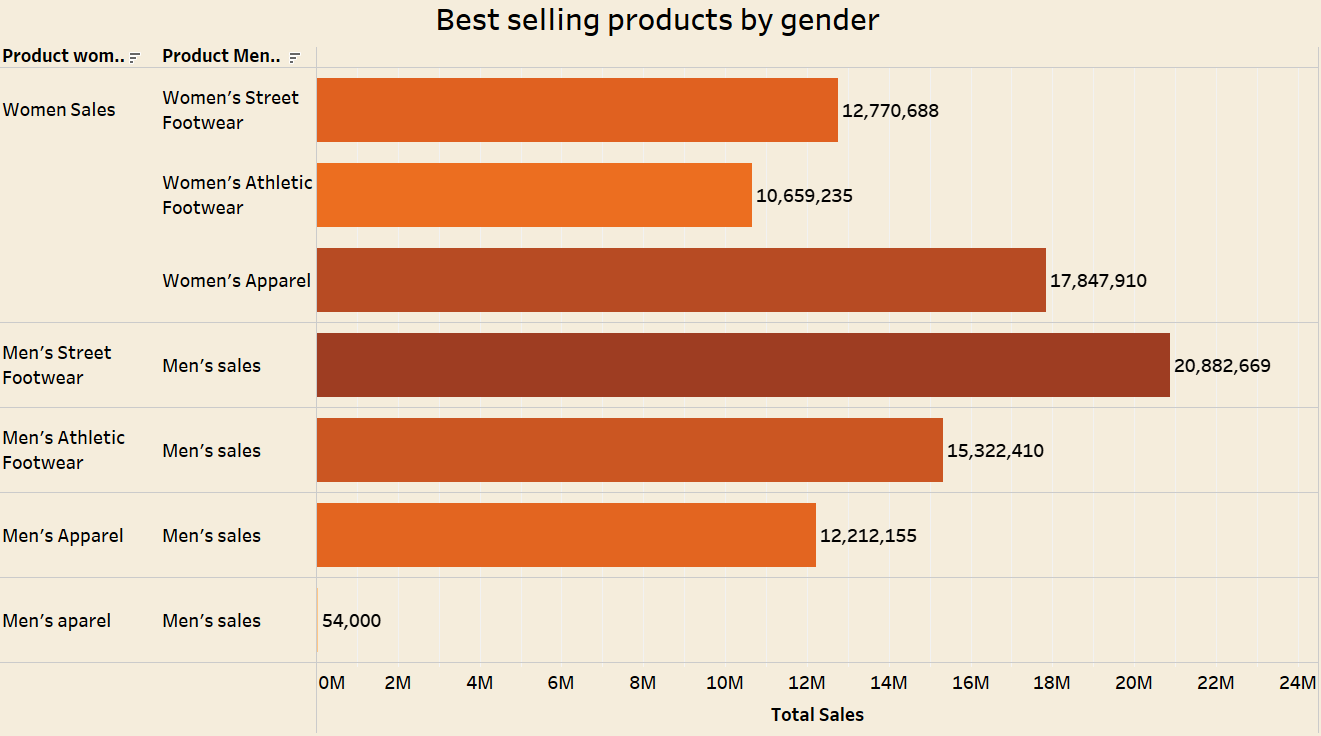 Best selling products by gender
Product wom.. Product Men..
Women Sales
Women’s Street
Footwear
12,770,688
Women’s Athletic
Footwear
10,659,235
Women’s Apparel
17,847,910
Men’s Street
Footwear
Men’s sales
20,882,669
Men’s Athletic
Footwear
Men’s sales
15,322,410
Men’s Apparel
Men’s sales
12,212,155
Men’s aparel
Men’s sales
54,000
0M 2M 4M 6M 8M 10M 12M 14M 16M 18M 20M 22M 24M
Total Sales